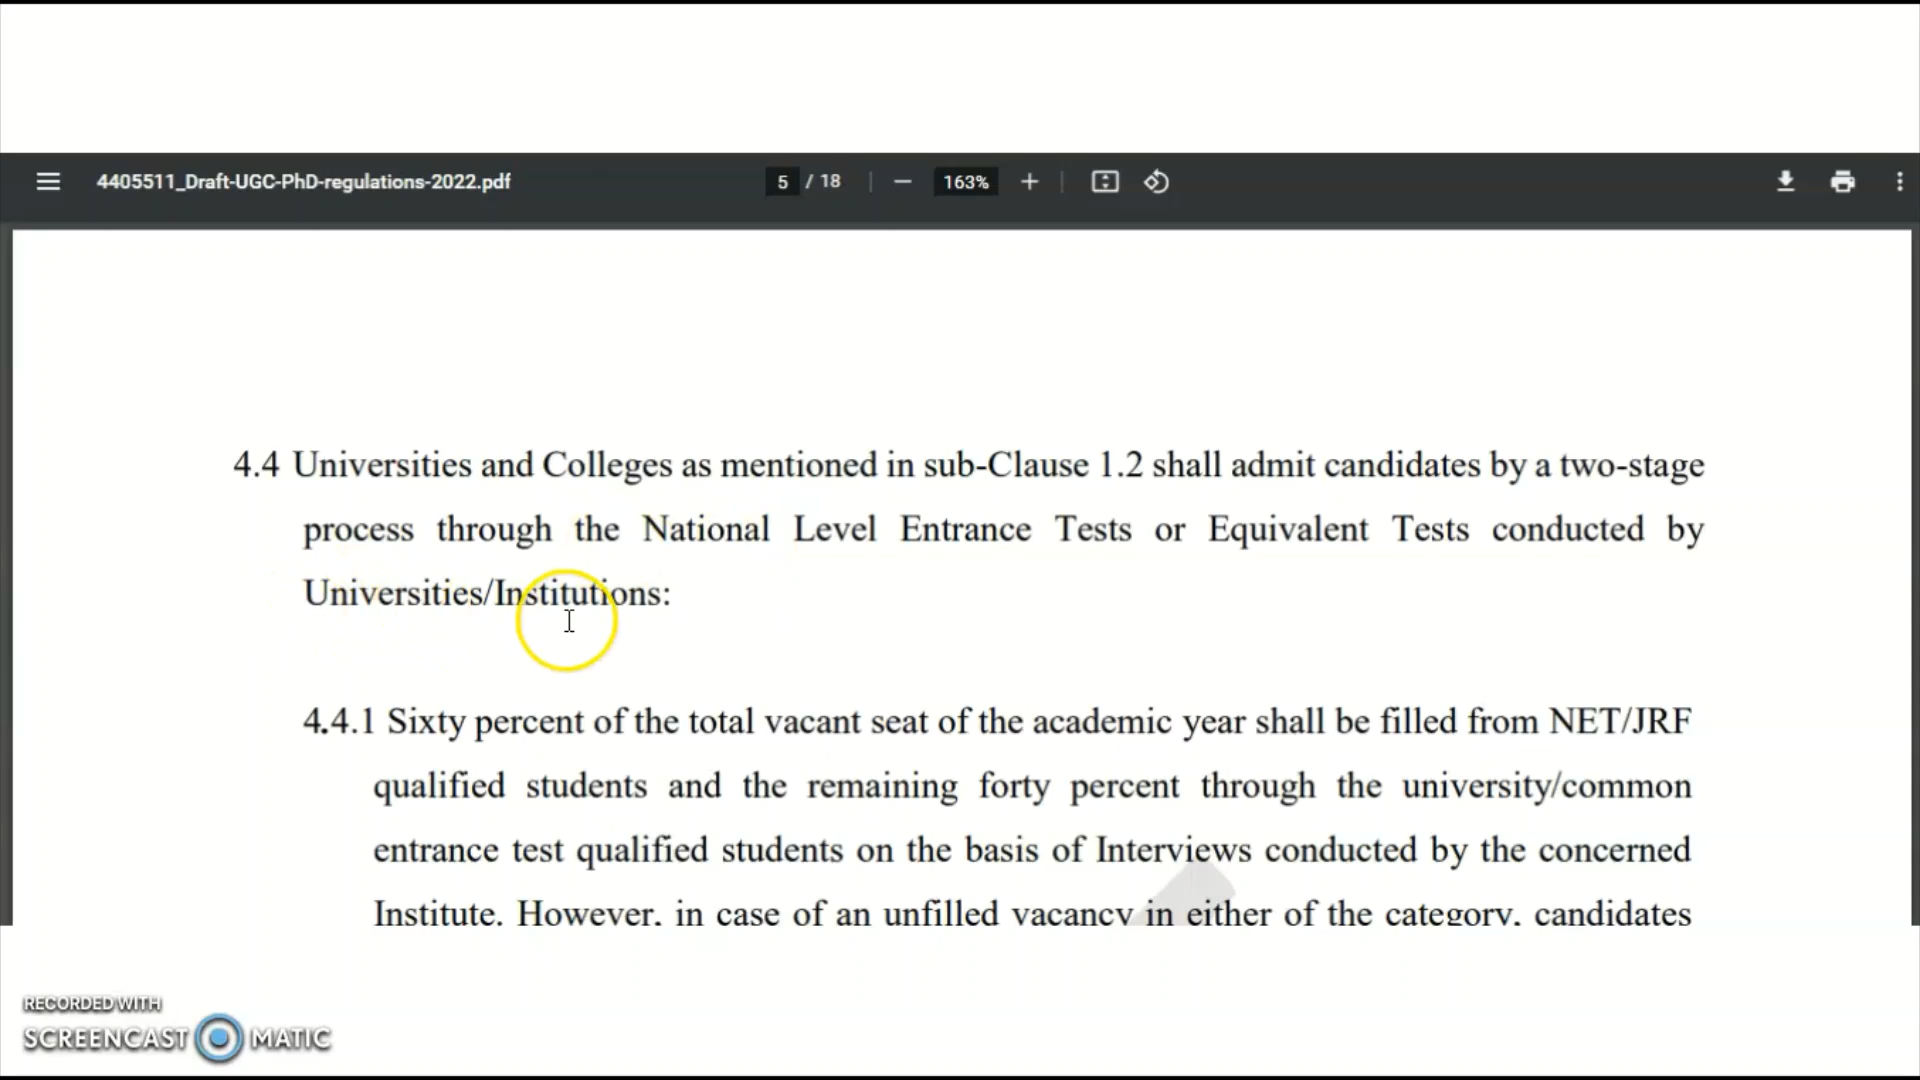 4405511_Draft-UGC-PhD-regulations-2022.pdf 5 / 18 163%
4.4 Universities and Colleges as mentioned in sub-Clause 1.2 shall admit candidates by a two-stage
process through the National Level Entrance Tests or Equivalent Tests conducted by
Universities/Institutions:
4.4.1 Sixty percent of the total vacant seat of the academic year shall be filled from NET/JRF
qualified students and the remaining forty percent through the university/common
entrance test qualified students on the basis of Interviews conducted by the concerned
Institute. However, in case of an unfilled vacancy in either of the category, candidates
RECORDED WITH
SCREENCAST MATIC